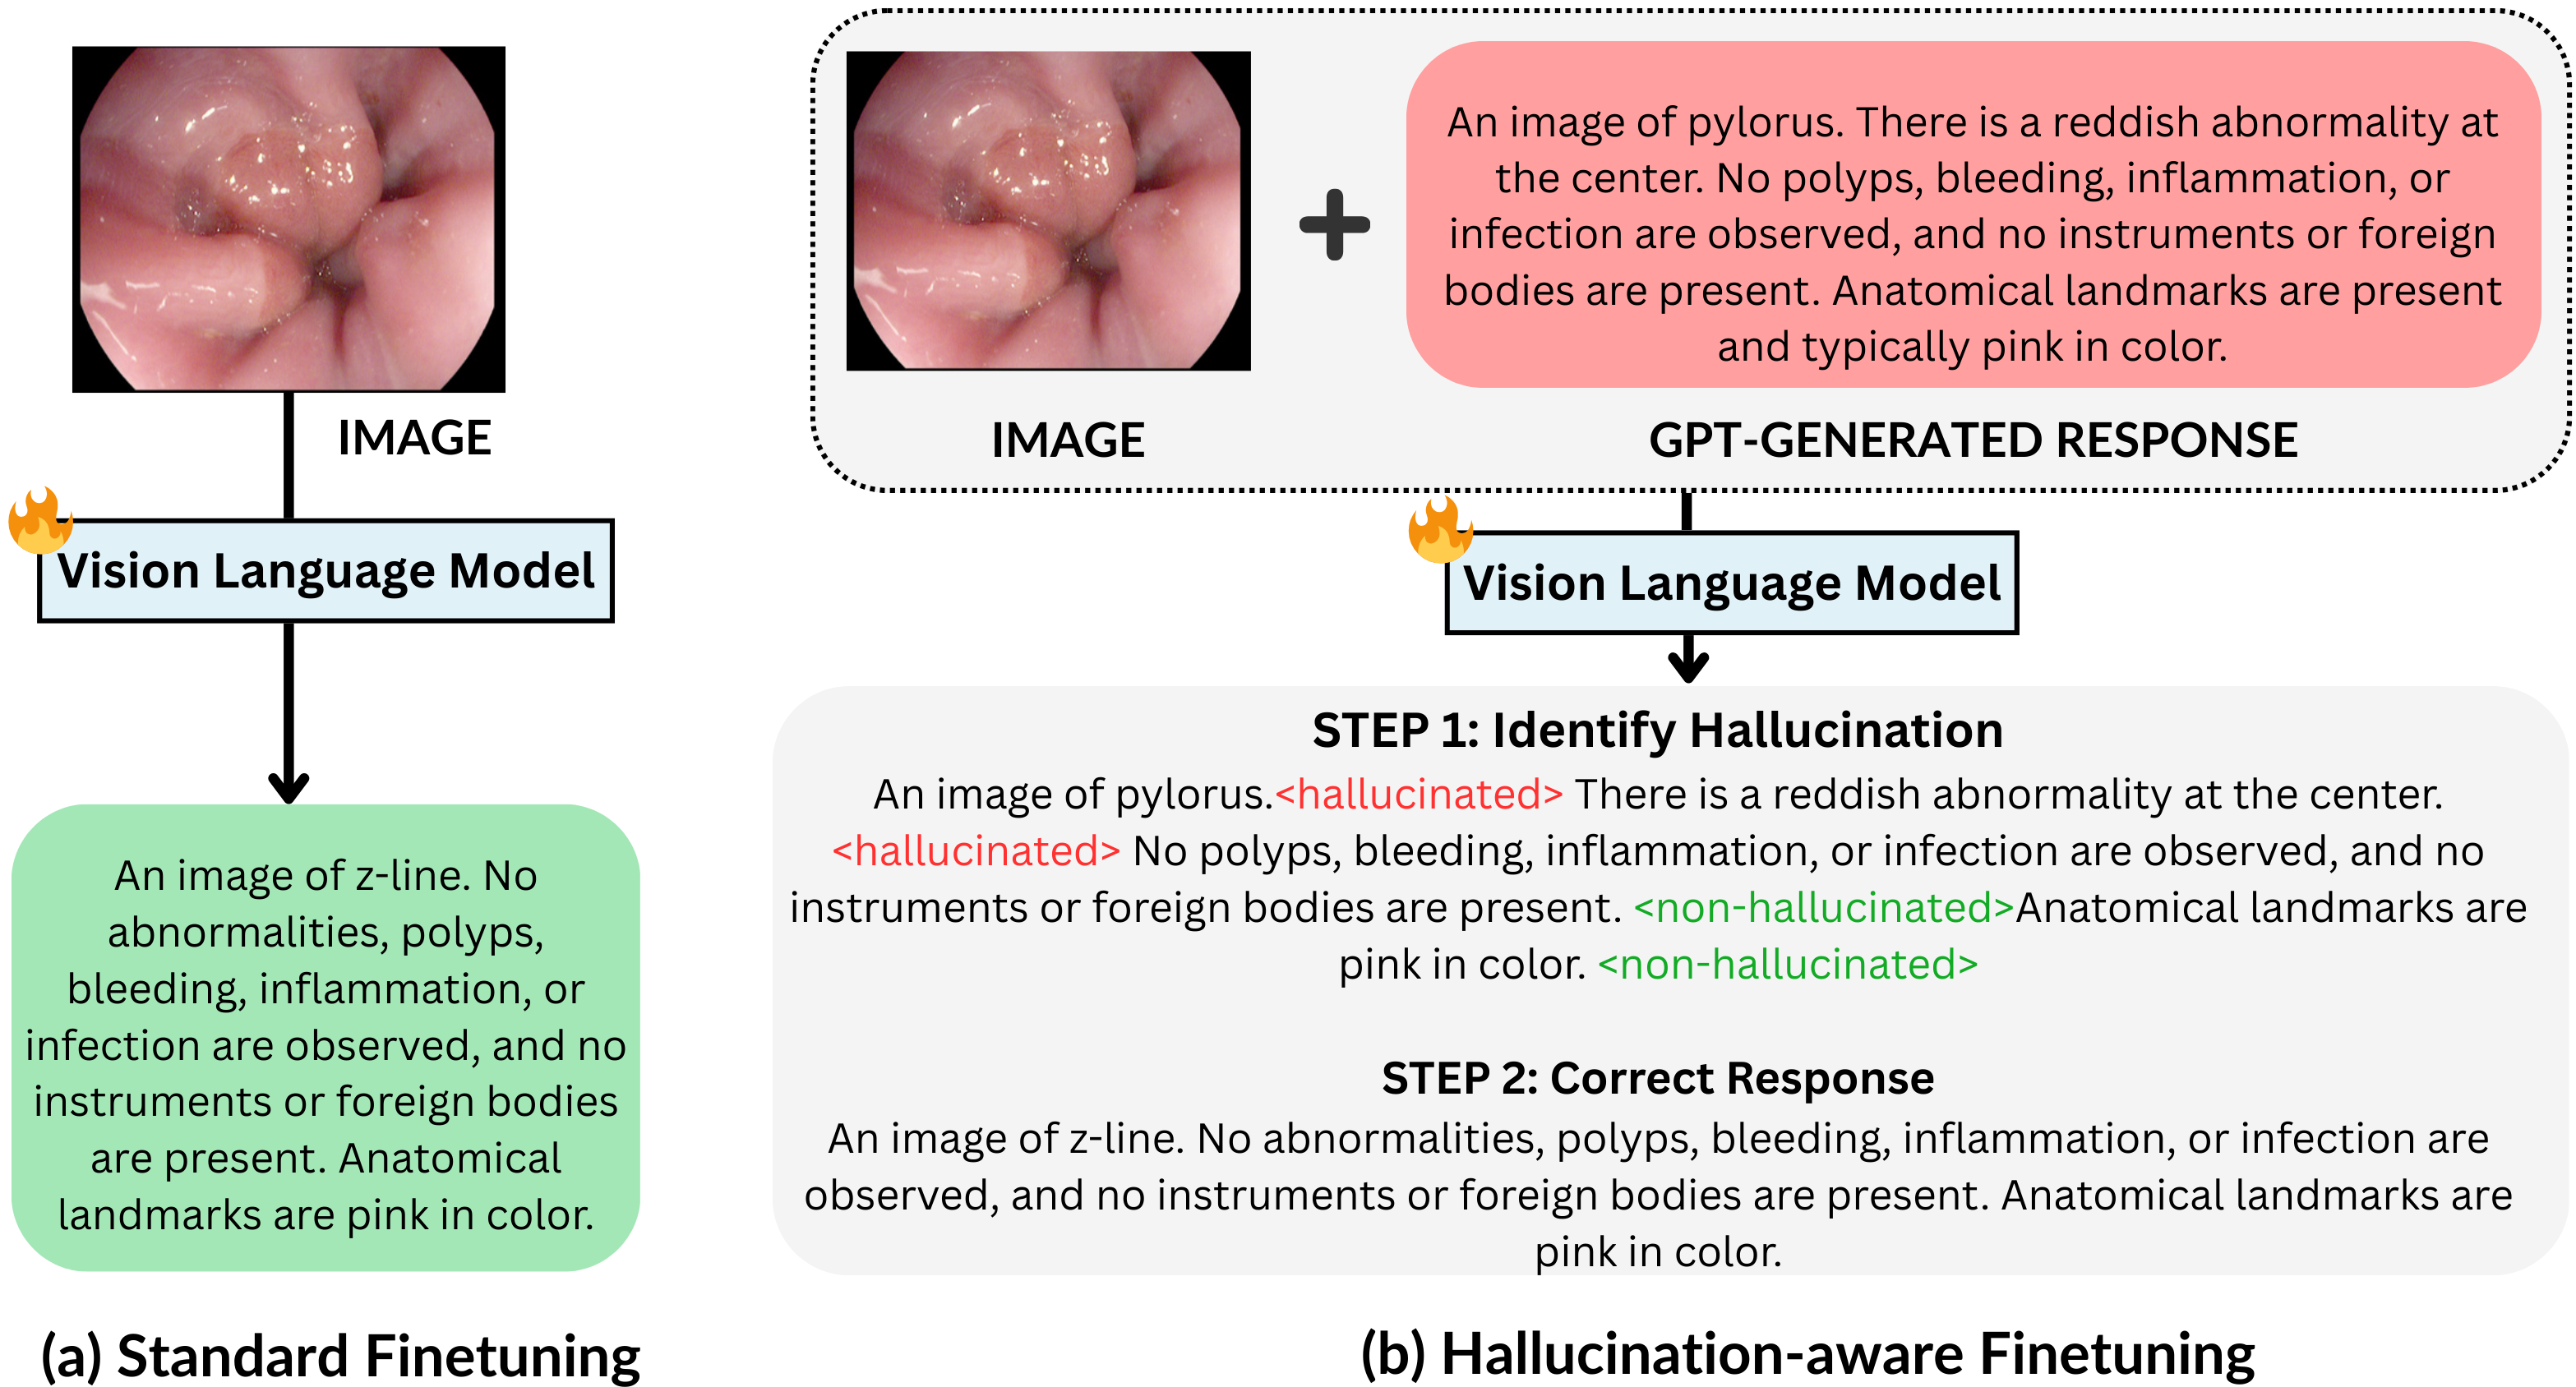 IMAGE
Vision Language Model
An image of z-line. No
abnormalities, polyps,
bleeding, inflammation, or
infection are observed, and no
instruments or foreign bodies
are present. Anatomical
landmarks are pink in color.
(a) Standard Finetuning
An image of pylorus. There is a reddish abnormality at
the center. No polyps, bleeding, inflammation, or
infection are observed, and no instruments or foreign
bodies are present. Anatomical landmarks are present
and typically pink in color.
IMAGE
GPT-GENERATED RESPONSE
Vision Language Model
STEP 1: Identify Hallucination
An image of pylorus.<hallucinated> There is a reddish abnormality at the center.
<hallucinated> No polyps, bleeding, inflammation, or infection are observed, and no
instruments or foreign bodies are present. <non-hallucinated>Anatomical landmarks are
pink in color. <non-hallucinated>
STEP 2: Correct Response
An image of z-line. No abnormalities, polyps, bleeding, inflammation, or infection are
observed, and no instruments or foreign bodies are present. Anatomical landmarks are
pink in color.
(b) Hallucination-aware Finetuning